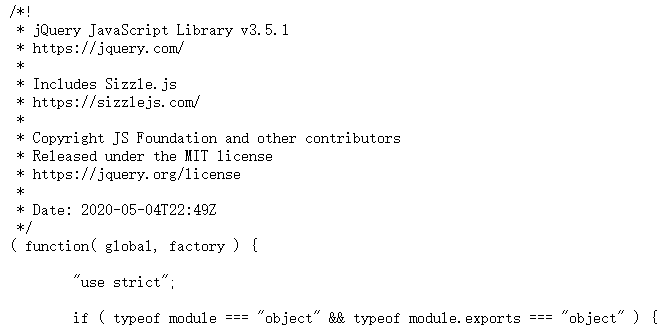 /*!
 * jQuery JavaScript Library v3.5.1
 * https://jquery.com/
 *
 * Includes Sizzle.js
 * https://sizzlejs.com/
 *
 * Copyright JS Foundation and other contributors
 * Released under the MIT license
 * https://jquery.org/license
 *
 * Date: 2020-05-04T22:49Z
 */
( function( global, factory ) {
"use strict";
if ( typeof module === "object" && typeof module.exports === "object" ) {